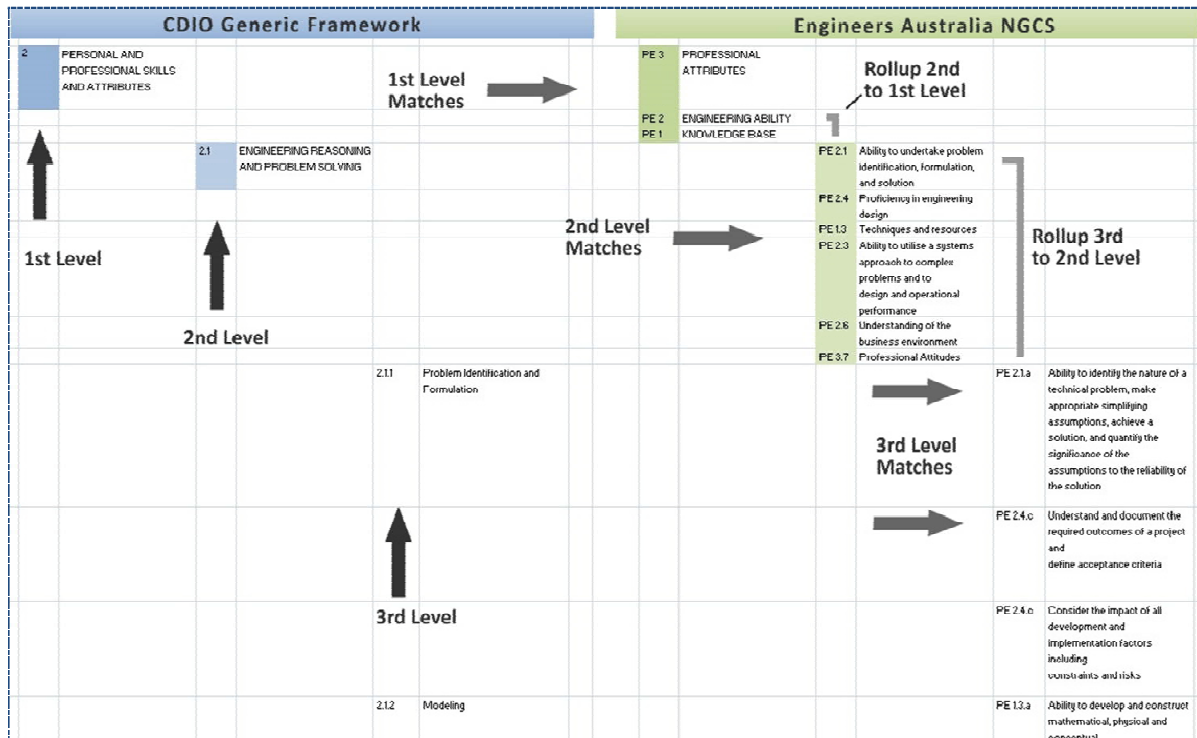 CDIO Generic Framework
Engineers Australia NGCS
2
PERSONAL AND
PROFESSIONAL SKILLS
AND ATTRIBUTES
1st Level
Matches
PE 3
PROFESSIONAL
ATTRIBUTES
Rollup 2nd
to 1st Level
PE 2
ENGINEERING ABILITY
PE 1
KNOWLEDGE BASE
2.1
ENGINEERING REASONING
AND PROBLEM SOLVING
PE 2.1
Ability to undertake problem
identification, formulation,
and solution
PE 2.4
Proficiency in engineering
design
PE 1.3
Techniques and resources
PE 2.3
Ability to utilise a systems
approach to complex
problems and to
design and operational
performance
PE 2.6
Understanding of the
business environment
PE 3.7
Professional Attitudes
1st Level
2nd Level
2nd Level
Matches
Rollup 3rd
to 2nd Level
2.1.1
Problem Identification and
Formulation
3rd Level
Matches
PE 2.1.a
Ability to identify the nature of a
technical problem, make
appropriate simplifying
assumptions, achieve a
solution, and quantify the
significance of the
assumptions to the reliability of
the solution
PE 2.4.c
Understand and document the
required outcomes of a project
and
define acceptance criteria
3rd Level
Consider the impact of all
development and
implementation factors
including
constraints and risks
2.1.2
Modeling
PE 1.3.a
Ability to develop and construct
mathematical, physical and